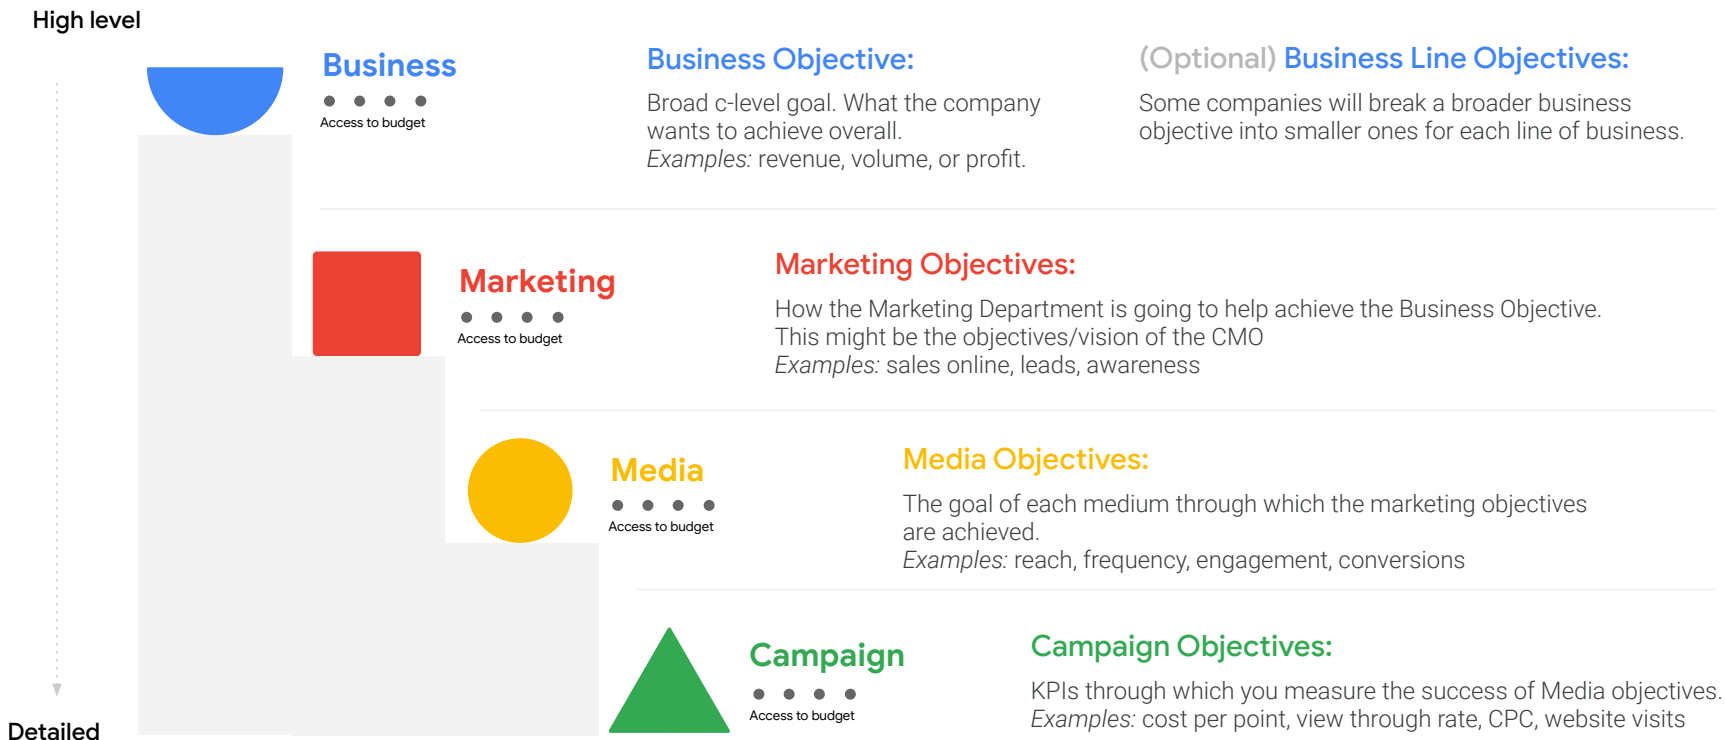 High level
Business
Access to budget
Business Objective:
Broad c-level goal. What the company
wants to achieve overall.
Examples: revenue, volume, or profit.
(Optional) Business Line Objectives:
Some companies will break a broader business
objective into smaller ones for each line of business.
Marketing
Access to budget
Marketing Objectives:
How the Marketing Department is going to help achieve the Business Objective.
This might be the objectives/vision of the CMO
Examples: sales online, leads, awareness
Media
Access to budget
Media Objectives:
The goal of each medium through which the marketing objectives
are achieved.
Examples: reach, frequency, engagement, conversions
Campaign
Access to budget
Campaign Objectives:
KPIs through which you measure the success of Media objectives.
Examples: cost per point, view through rate, CPC, website visits
Detailed